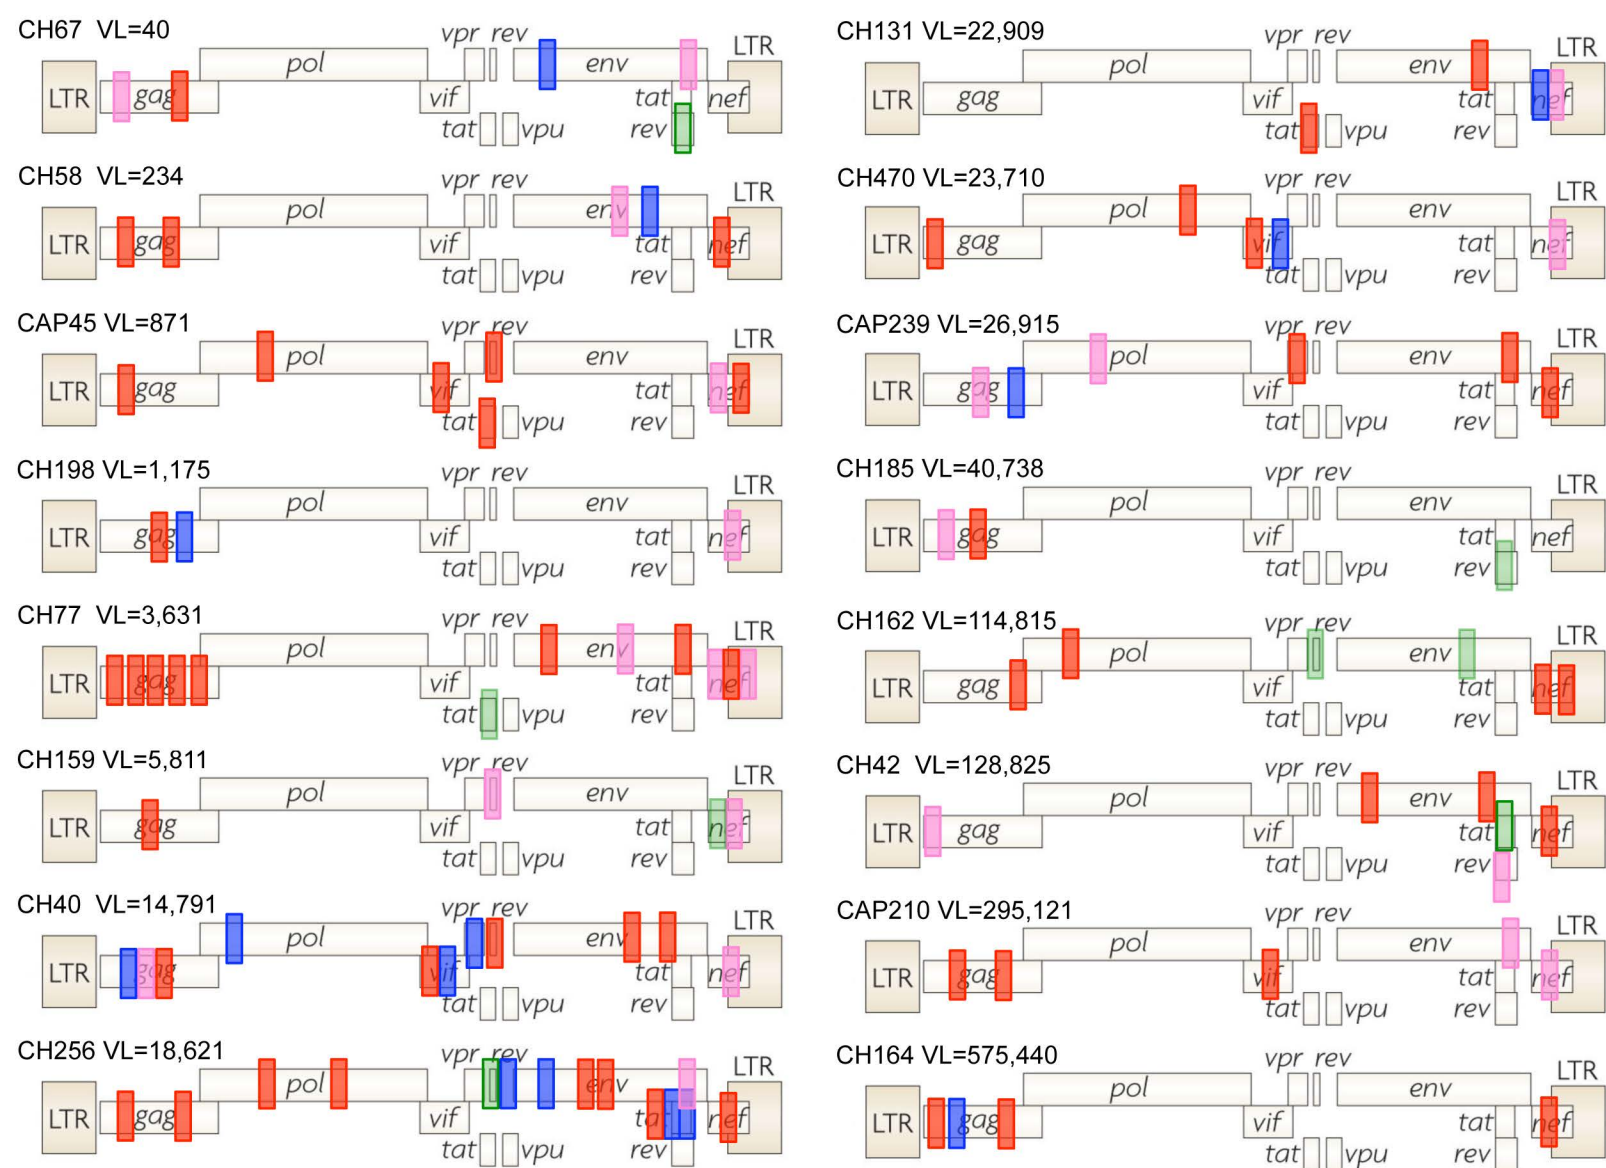 CH67 VL=40
vpr rev
LTR
pol
env
LTR
gag
vif
tat
nef
tat
vpu
rev
CH58 VL=234
vpr rev
LTR
pol
env
LTR
gag
vif
tat
nef
tat
vpu
rev
CAP45 VL=871
vpr rev
LTR
pol
env
LTR
gag
vif
tat
nef
tat
vpu
rev
CH198 VL=1,175
vpr rev
LTR
pol
env
LTR
gag
vif
tat
nef
tat
vpu
rev
CH77 VL=3,631
vpr rev
LTR
pol
env
LTR
gag
vif
tat
nef
tat
vpu
rev
CH159 VL=5,811
vpr rev
LTR
pol
env
LTR
gag
vif
tat
nef
tat
vpu
rev
CH40 VL=14,791
vpr rev
LTR
pol
env
LTR
gag
vif
tat
nef
tat
vpu
rev
CH256 VL=18,621
vpr rev
LTR
pol
env
LTR
gag
vif
tat
nef
tat
vpu
rev
CH131 VL=22,909
vpr rev
LTR
pol
env
LTR
gag
vif
tat
nef
tat
vpu
rev
CH470 VL=23,710
vpr rev
LTR
pol
env
LTR
gag
vif
tat
nef
tat
vpu
rev
CAP239 VL=26,915
vpr rev
LTR
pol
env
LTR
gag
vif
tat
nef
tat
vpu
rev
CH185 VL=40,738
vpr rev
LTR
pol
env
LTR
gag
vif
tat
nef
tat
vpu
rev
CH162 VL=114,815
vpr rev
LTR
pol
env
LTR
gag
vif
tat
nef
tat
vpu
rev
CH42 VL=128,825
vpr rev
LTR
pol
env
LTR
gag
vif
tat
nef
tat
vpu
rev
CAP210 VL=295,121
vpr rev
LTR
pol
env
LTR
gag
vif
tat
nef
tat
vpu
rev
CH164 VL=575,440
vpr rev
LTR
pol
env
LTR
gag
vif
tat
nef
tat
vpu
rev